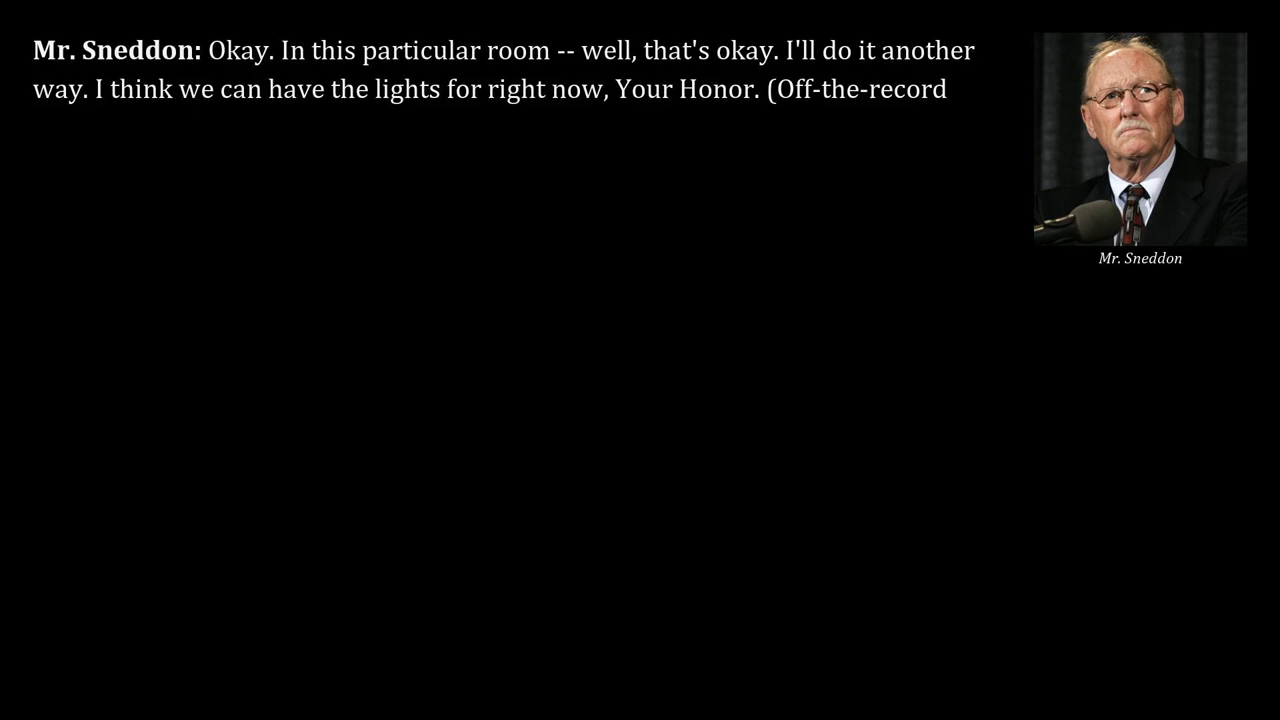 Mr. Sneddon: Okay. In this particular room -- well, that's okay. I'll do it another
way. I think we can have the lights for right now, Your Honor. (Off-the-record
Mr. Sneddon